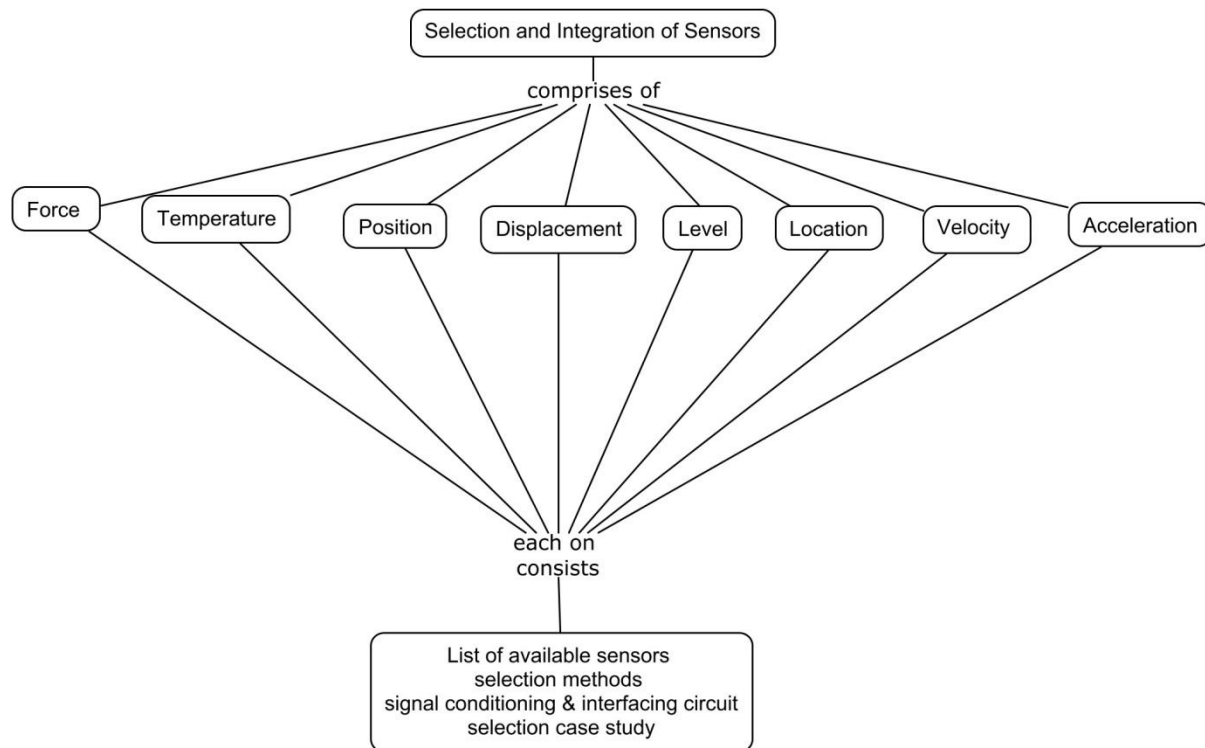 Selection and Integration of Sensors
comprises of
Force
Temperature
Position
Displacement
Level
Location
Velocity
Acceleration
each on
consists
List of available sensors
selection methods
signal conditioning & interfacing circuit
selection case study